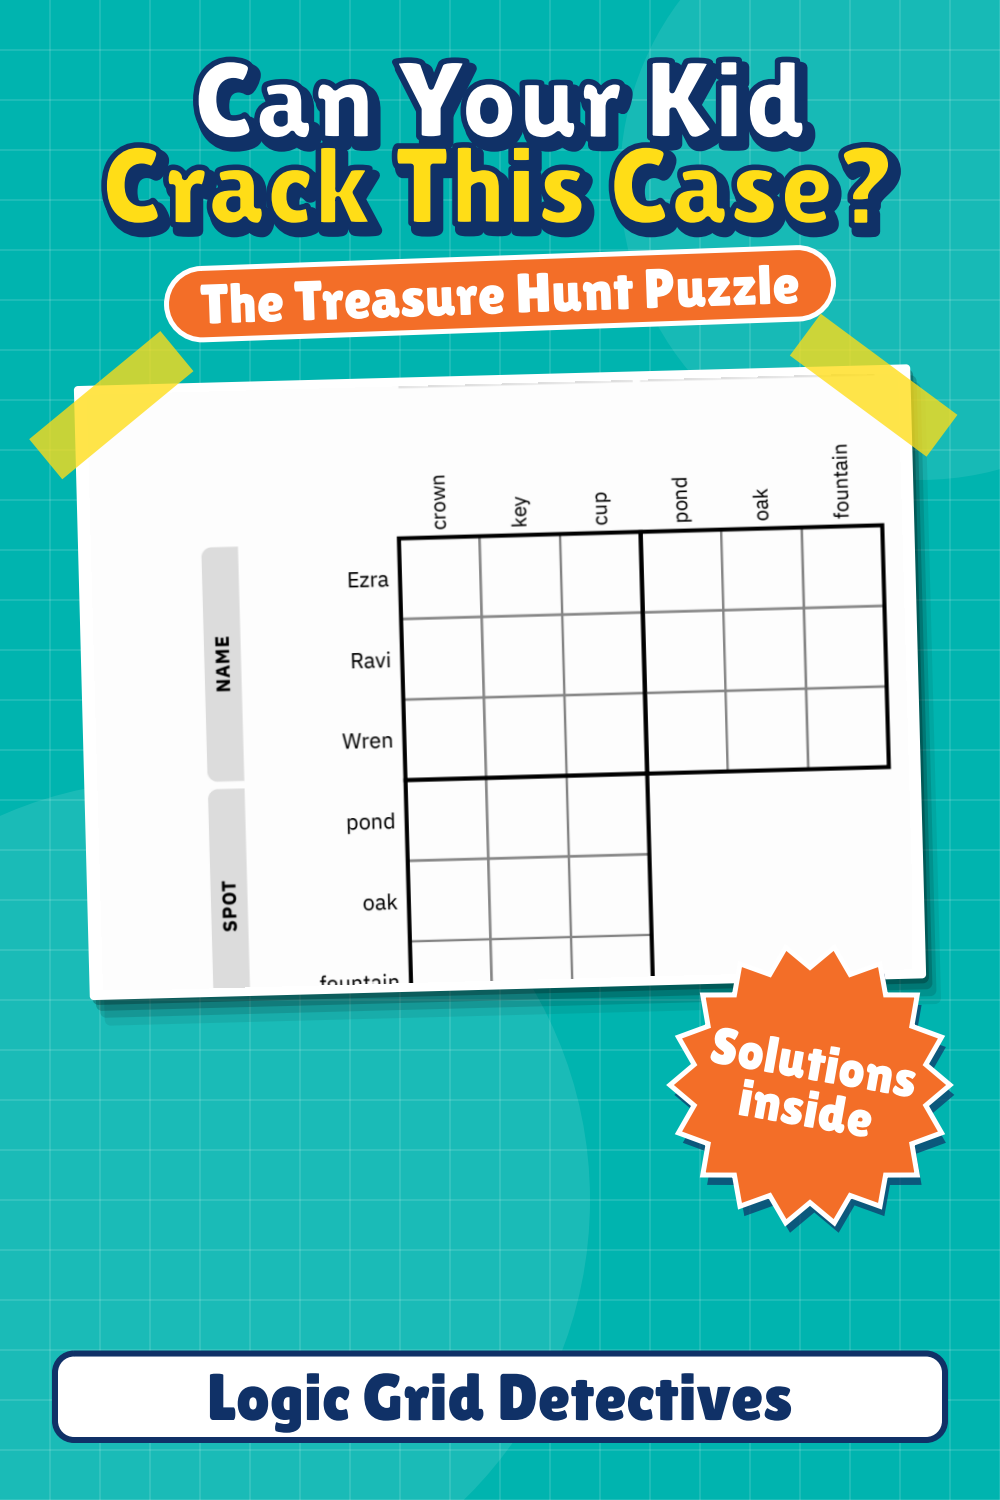 Can Your Kid
Crack This Case?
The Treasure Hunt Puzzle
crown key cup pond oak fountain
NAME
Ezra
Ravi
Wren
SPOT
pond
oak
fountain
Solutions
inside
Logic Grid Detectives